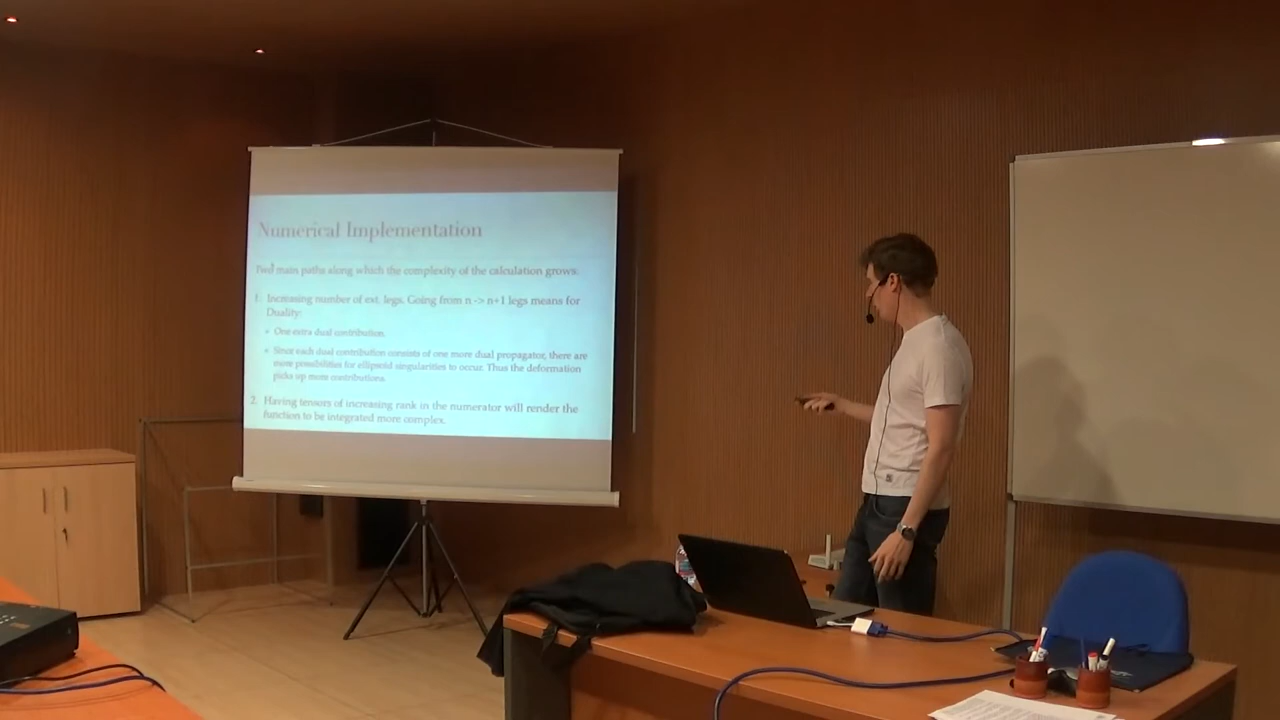 Numerical Implementation
Two main paths along which the complexity of the calculation grows:
1. Increasing number of ext. legs. Going from n -> n+1 legs means for
Duality:
One extra dual contribution.
Since each dual contribution consists of one more dual propagator, there are
more possibilities for ellipsoid singularities to occur. Thus the deformation
picks up more contributions.
2. Having tensors of increasing rank in the numerator will render the
function to be integrated more complex.